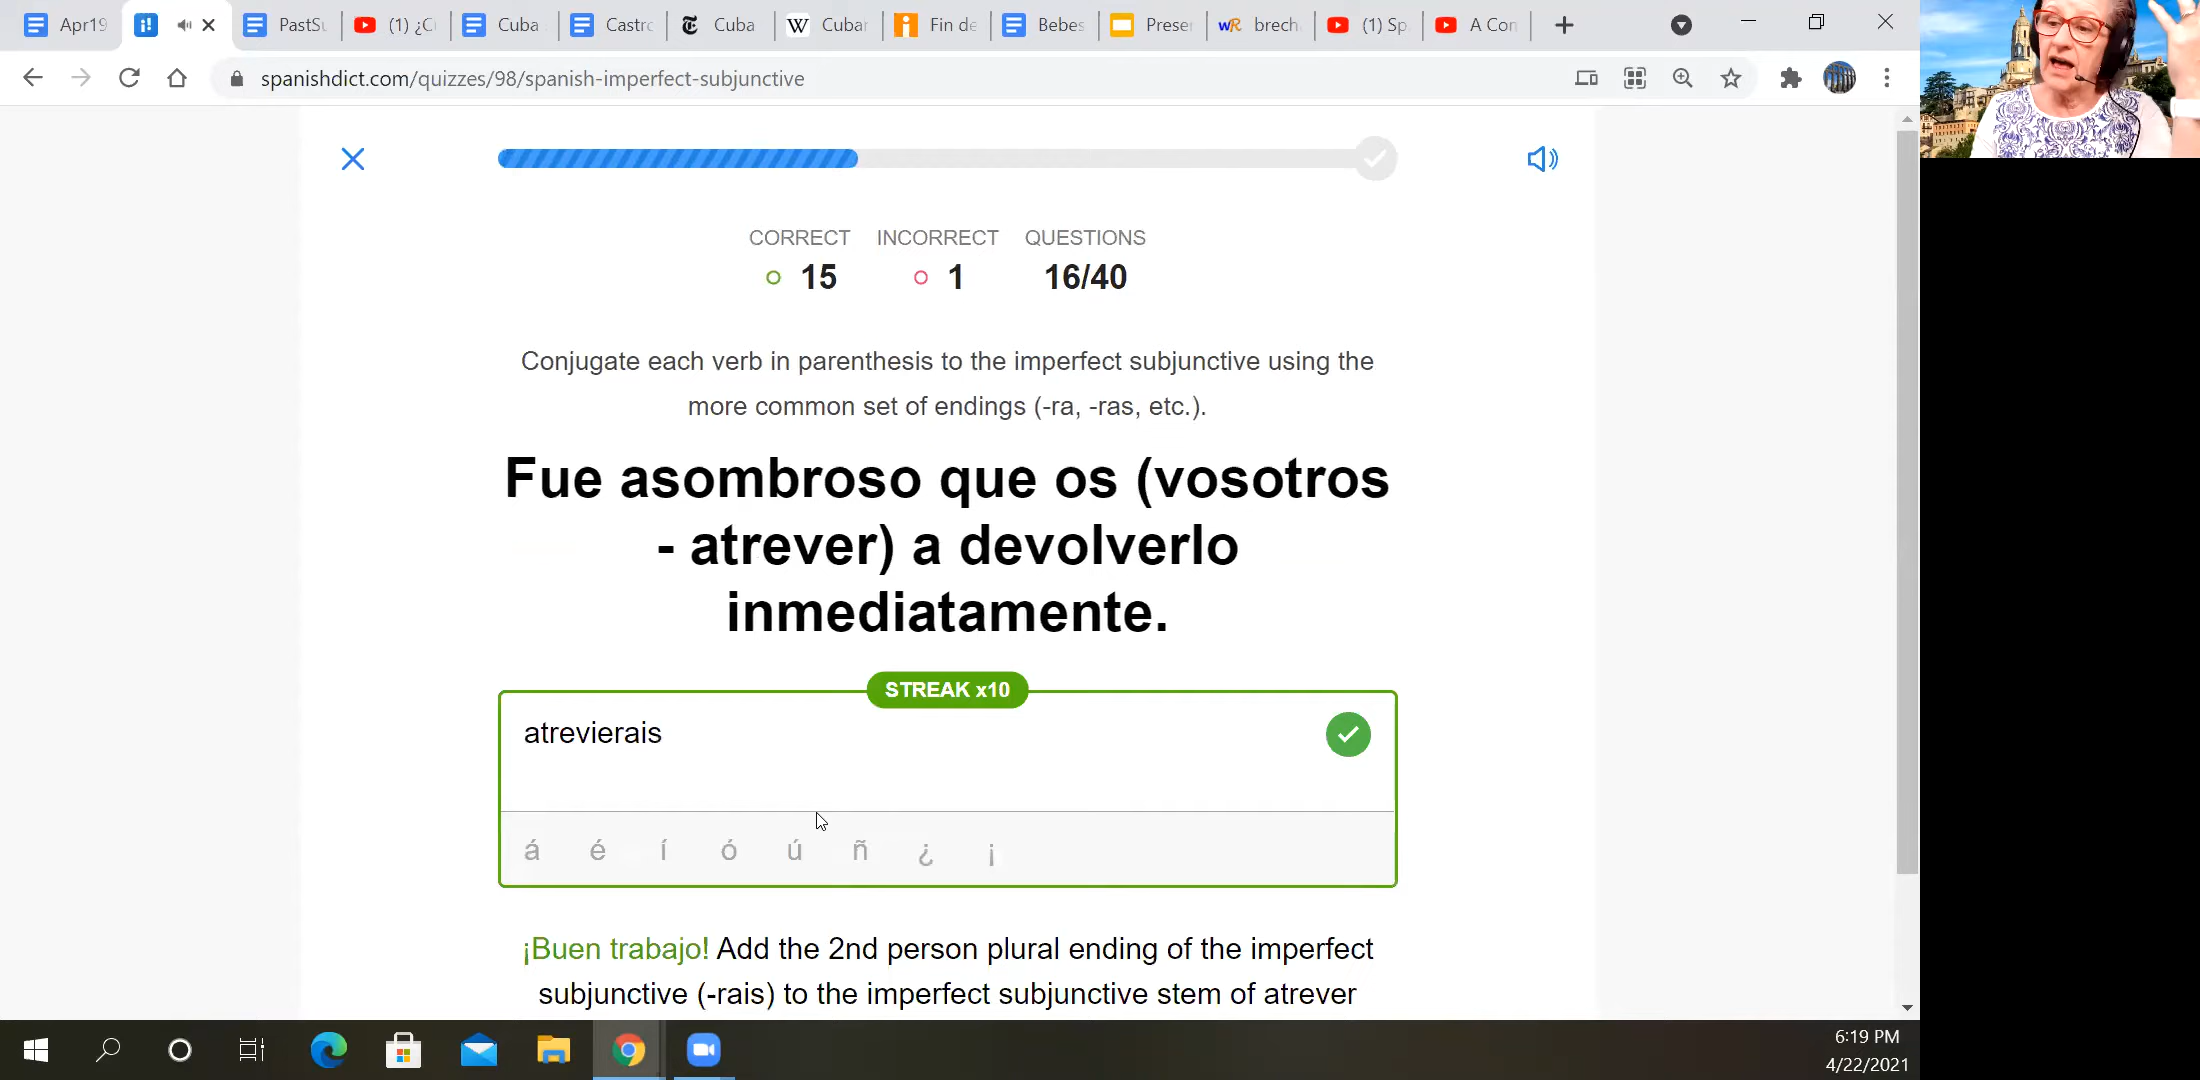 Apr19 PastSu (1) ¿C Cuba Castro Cuba W Cubar Fin de Bebes Preser WR brech (1) Sp A Con
spanishdict.com/quizzes/98/spanish-imperfect-subjunctive
CORRECT INCORRECT QUESTIONS
15 1 16/40
Conjugate each verb in parenthesis to the imperfect subjunctive using the
more common set of endings (-ra, -ras, etc.).
Fue asombroso que os (vosotros
- atrever) a devolverlo
inmediatamente.
STREAK x10
atrevierais
á é í ó ú ñ ¿ ¡
¡Buen trabajo! Add the 2nd person plural ending of the imperfect
subjunctive (-rais) to the imperfect subjunctive stem of atrever
6:19 PM
4/22/2021